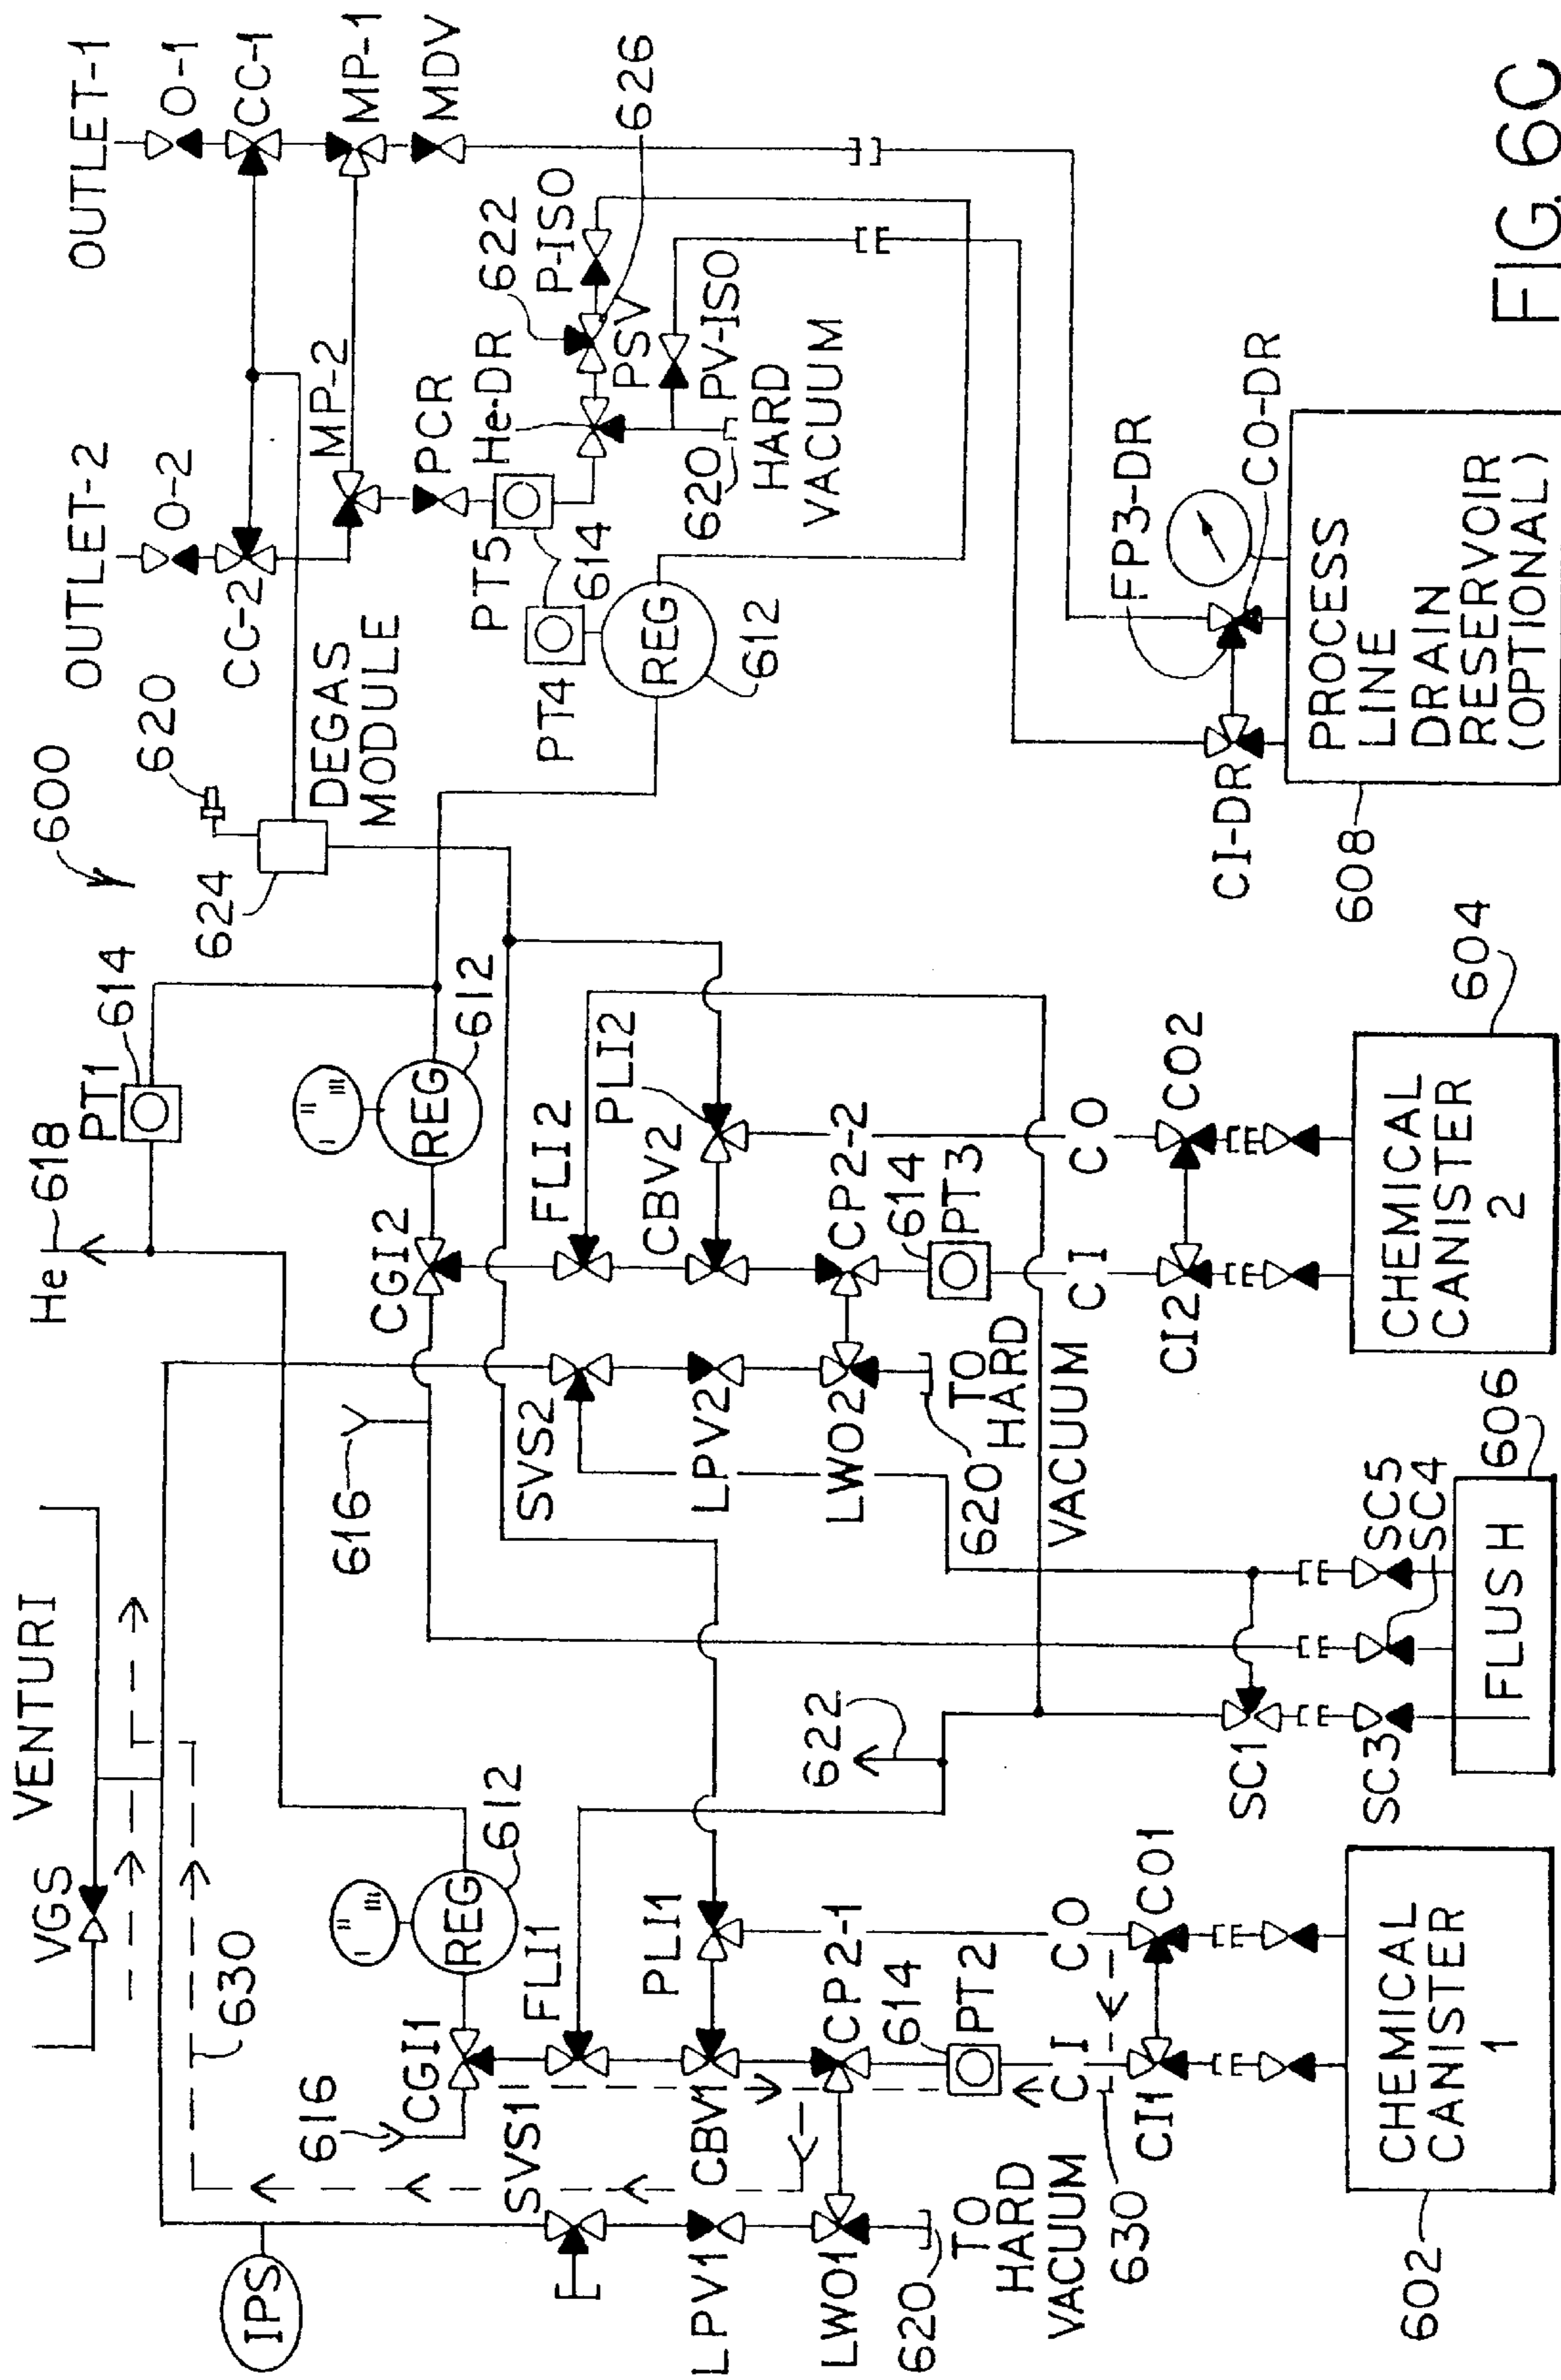 VGS VENTURI
630
IPS
616
CGI1
REG
612
He
618
PT1
614
600
620
624
DEGAS
MODULE
OUTLET-2
O-2
CC-2
MP-2
OUTLET-1
O-1
CC-1
MP-1
MDV
SVS1
FLI1
LPV1
CBV1
PLI1
LW01
CP2-1
614
PT2
620
TO
HARD
VACUUM
CI
CO
630
CI1
CO1
602
CHEMICAL
CANISTER
1
616
CGI2
REG
612
SVS2
FLI2
LPV2
CBV2
PLI2
LW02
CP2-2
614
PT3
620
TO
HARD
VACUUM
CI
CO
622
SC1
SC3
SC5
SC4
606
FLUSH
CI2
CO2
604
CHEMICAL
CANISTER
2
PCR
PT5
He-DR
622
P-ISO
626
PSV
PV-ISO
PT4
614
REG
612
620
HARD
VACUUM
FP3-DR
CO-DR
CI-DR
608
PROCESS
LINE
DRAIN
RESERVOIR
(OPTIONAL)
FIG. 6C